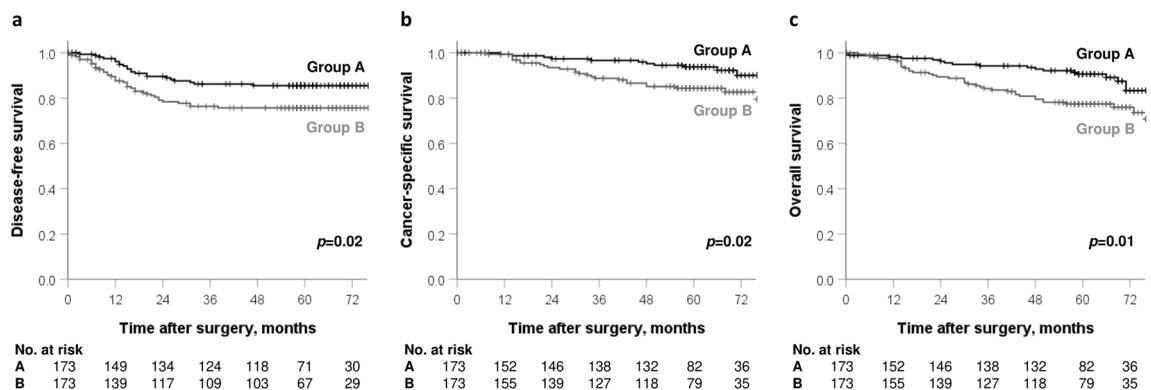 a
Disease-free survival
1.0
0.8
0.6
0.4
0.2
0.0
Group A
Group B
p=0.02
0 12 24 36 48 60 72
Time after surgery, months
No. at risk
A 173 149 134 124 118 71 30
B 173 139 117 109 103 67 29
b
Cancer-specific survival
1.0
0.8
0.6
0.4
0.2
0.0
Group A
Group B
p=0.02
0 12 24 36 48 60 72
Time after surgery, months
No. at risk
173 152 146 138 132 82 36
A
B 173 155 139 127 118 79 35
c
Overall survival
1.0
0.8
0.6
0.4
0.2
0.0
Group A
Group B
p=0.01
0 12 24 36 48 60 72
Time after surgery, months
No. at risk
A 173 152 146 138 132 82 36
B 173 155 139 127 118 79 35